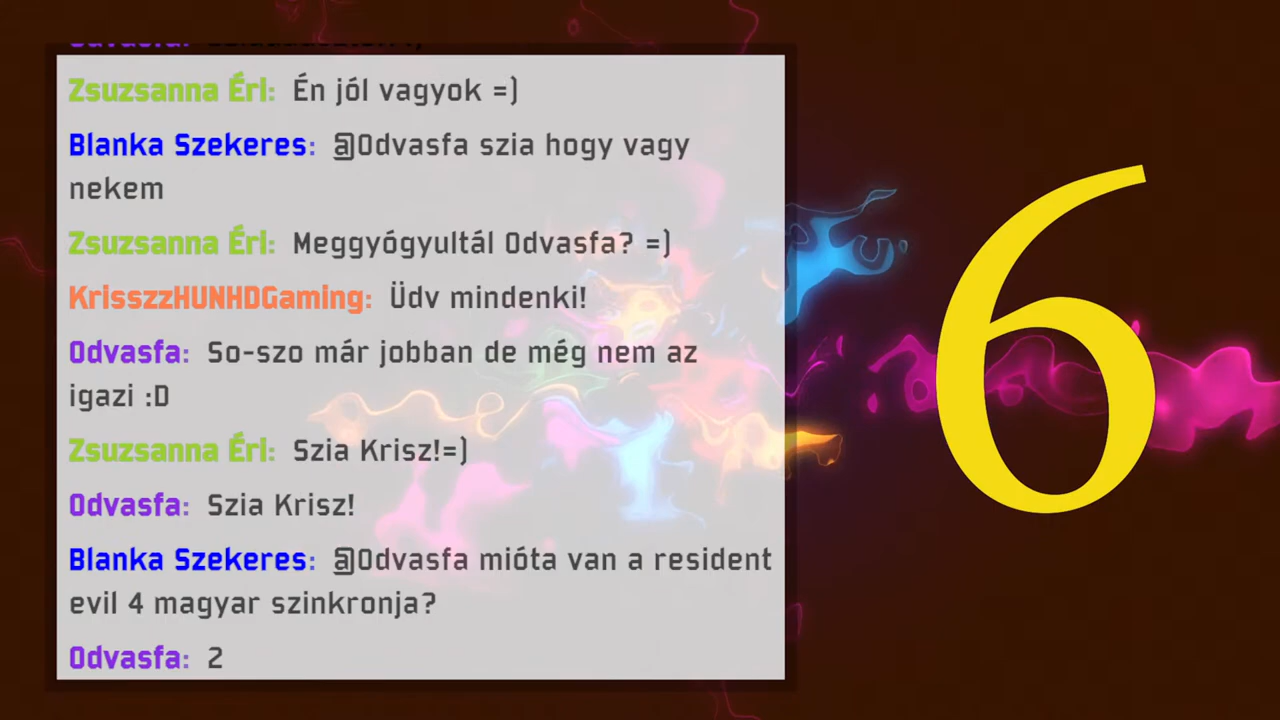 Zsuzsanna Érl: Én jól vagyok =)
Blanka Szekeres: @Odvasfa szia hogy vagy
nekem
Zsuzsanna Érl: Meggyógyultál Odvasfa? =)
KrisszzHUNHDGaming: Üdv mindenki!
Odvasfa: So-szo már jobban de még nem az
igazi :D
Zsuzsanna Érl: Szia Krisz!=)
Odvasfa: Szia Krisz!
Blanka Szekeres: @Odvasfa mióta van a resident
evil 4 magyar szinkronja?
Odvasfa: 2
6